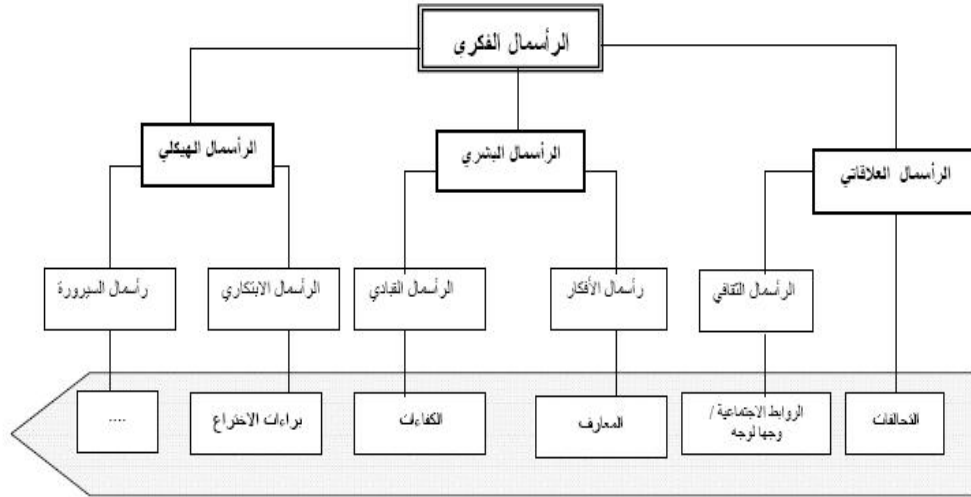 الرأسمال الفكري
الرأسمال العلاقاتي
الرأسمال البشري
الرأسمال الهيكلي
الرأسمال الثقافي
رأسمال الأفكار
الرأسمال القيادي
الرأسمال الابتكاري
رأسمال السيرورة
التحالفات
الروابط الاجتماعية /
وجها لوجه
المعارف
الكفاءات
براءات الاختراع
....